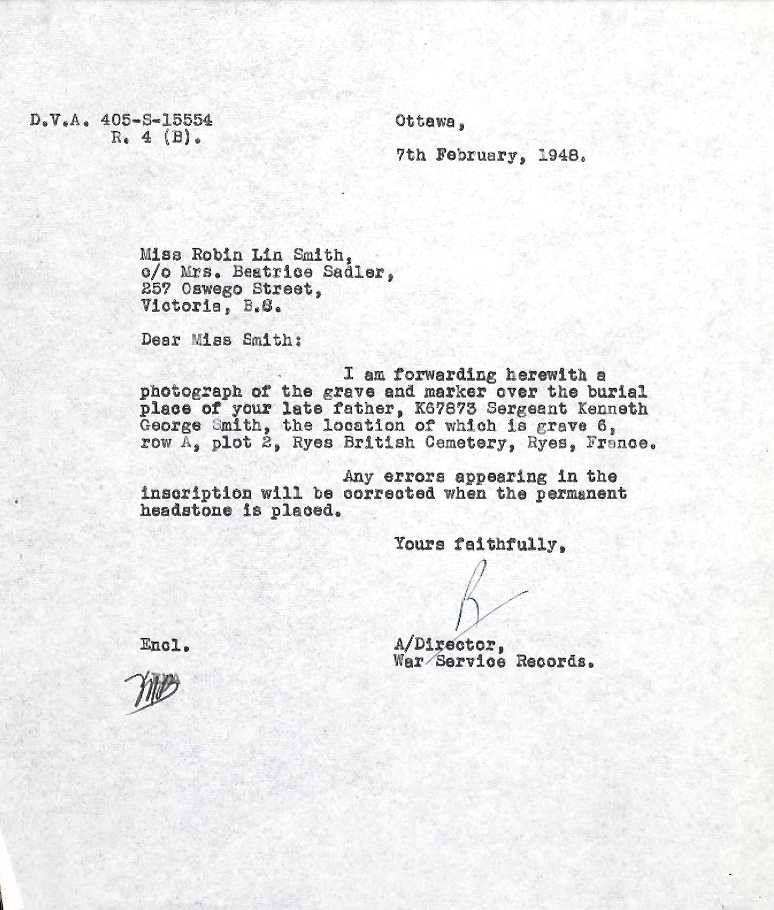 D.V.A. 405-S-15554
R. 4 (B).
Ottawa,
7th February, 1948.
Miss Robin Lin Smith,
c/o Mrs. Beatrice Sadler,
257 Oswego Street,
Victoria, B.C.
Dear Miss Smith:
I am forwarding herewith a
photograph of the grave and marker over the burial
place of your late father, K67873 Sergeant Kenneth
George Smith, the location of which is grave 6,
row A, plot 2, Ryes British Cemetery, Ryes, France.
Any errors appearing in the
inscription will be corrected when the permanent
headstone is placed.
Yours faithfully,
Encl.
A/Director,
War Service Records.